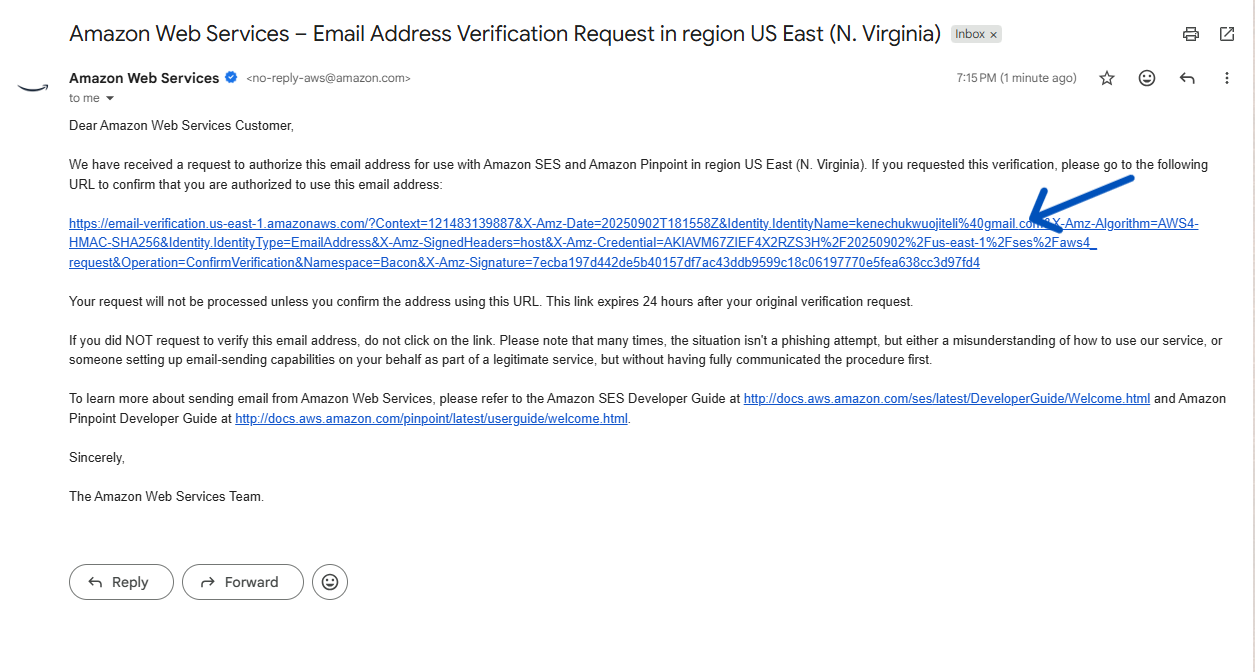 Amazon Web Services – Email Address Verification Request in region US East (N. Virginia) Inbox ×
Amazon Web Services <no-reply-aws@amazon.com> 7:15 PM (1 minute ago)
to me
Dear Amazon Web Services Customer,
We have received a request to authorize this email address for use with Amazon SES and Amazon Pinpoint in region US East (N. Virginia). If you requested this verification, please go to the following
URL to confirm that you are authorized to use this email address:
https://email-verification.us-east-1.amazonaws.com/?Context=121483139887&X-Amz-Date=20250902T181558Z&Identity.IdentityName=kenechukwuojiteli%40gmail.com&X-Amz-Algorithm=AWS4-
HMAC-SHA256&Identity.IdentityType=EmailAddress&X-Amz-SignedHeaders=host&X-Amz-Credential=AKIAVM67ZIEF4X2RZS3H%2F20250902%2Fus-east-1%2Fses%2Faws4_
request&Operation=ConfirmVerification&Namespace=Bacon&X-Amz-Signature=7ecba197d442de5b40157df7ac43ddb9599c18c06197770e5fea638cc3d97fd4
Your request will not be processed unless you confirm the address using this URL. This link expires 24 hours after your original verification request.
If you did NOT request to verify this email address, do not click on the link. Please note that many times, the situation isn't a phishing attempt, but either a misunderstanding of how to use our service, or
someone setting up email-sending capabilities on your behalf as part of a legitimate service, but without having fully communicated the procedure first.
To learn more about sending email from Amazon Web Services, please refer to the Amazon SES Developer Guide at http://docs.aws.amazon.com/ses/latest/DeveloperGuide/Welcome.html and Amazon
Pinpoint Developer Guide at http://docs.aws.amazon.com/pinpoint/latest/userguide/welcome.html.
Sincerely,
The Amazon Web Services Team.
Reply Forward